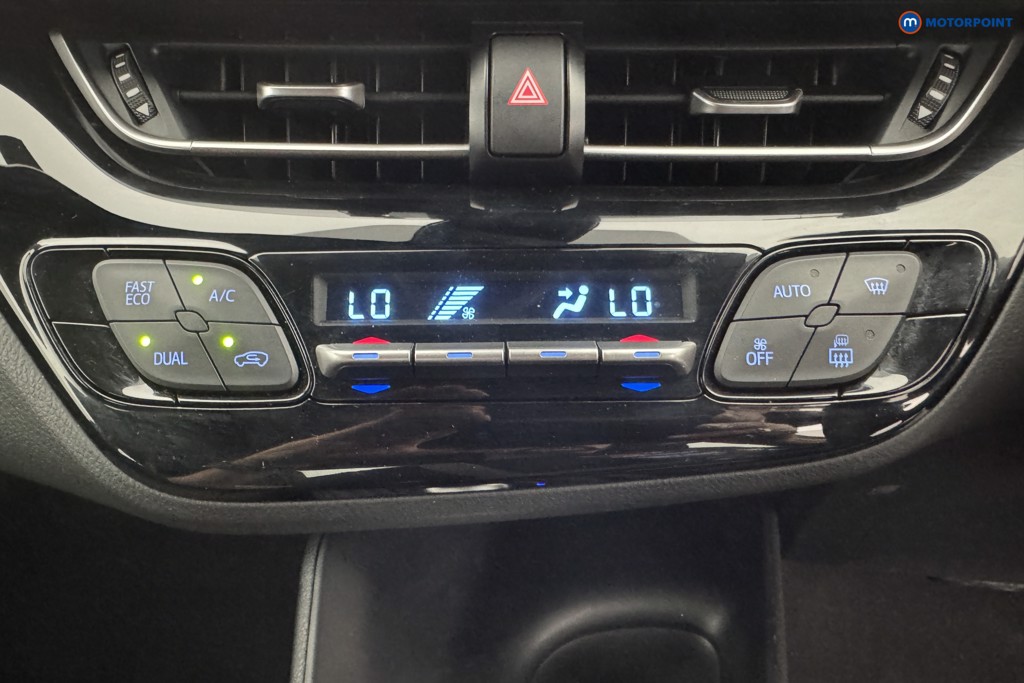 MOTORPOINT
FAST
ECO
A/C
LO
LO
AUTO
DUAL
OFF